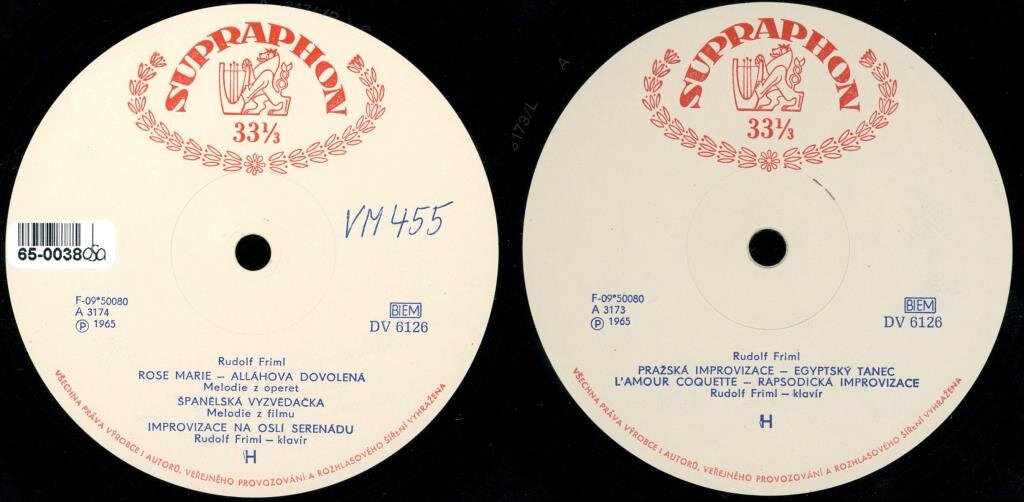 SUPRAPHON
33⅓
VM 455
65-0038
F-09*50080
A 3174
Ⓟ 1965
BIEM
DV 6126
Rudolf Friml
ROSE MARIE – ALLÁHOVA DOVOLENÁ
Melodie z operet
ŠPANĚLSKÁ VYZVĚDAČKA
Melodie z filmu
IMPROVIZACE NA OSLÍ SERENÁDU
Rudolf Friml – klavír
H
VŠECHNA PRÁVA VÝROBCE I AUTORŮ, VEŘEJNÉHO PROVOZOVÁNÍ A ROZHLASOVÉHO ŠÍŘENÍ VYHRAŽENA
SUPRAPHON
33⅓
A
3173/L
F-09*50080
A 3173
Ⓟ 1965
BIEM
DV 6126
Rudolf Friml
PRAŽSKÁ IMPROVIZACE – EGYPTSKÝ TANEC
L'AMOUR COQUETTE – RAPSODICKÁ IMPROVIZACE
Rudolf Friml – klavír
H
VŠECHNA PRÁVA VÝROBCE I AUTORŮ, VEŘEJNÉHO PROVOZOVÁNÍ A ROZHLASOVÉHO ŠÍŘENÍ VYHRAŽENA